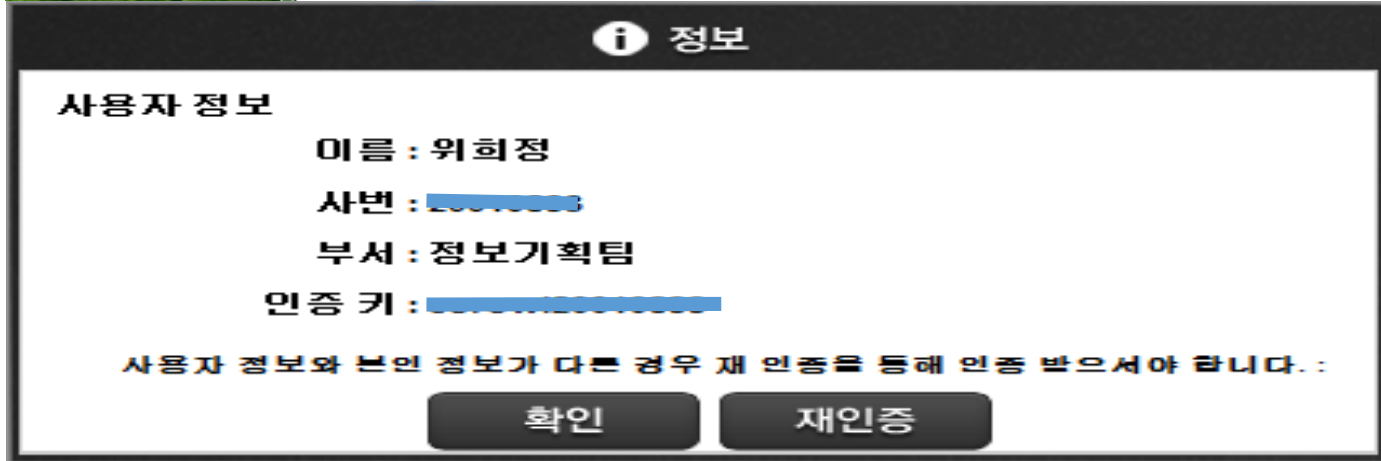 정보
사용자 정보
이름 : 위희정
사번 :
부서 : 정보기획팀
인증 키 :
사용자 정보와 본인 정보가 다른 경우 재 인증을 통해 인증 받으셔야 합니다. :
확인 재인증